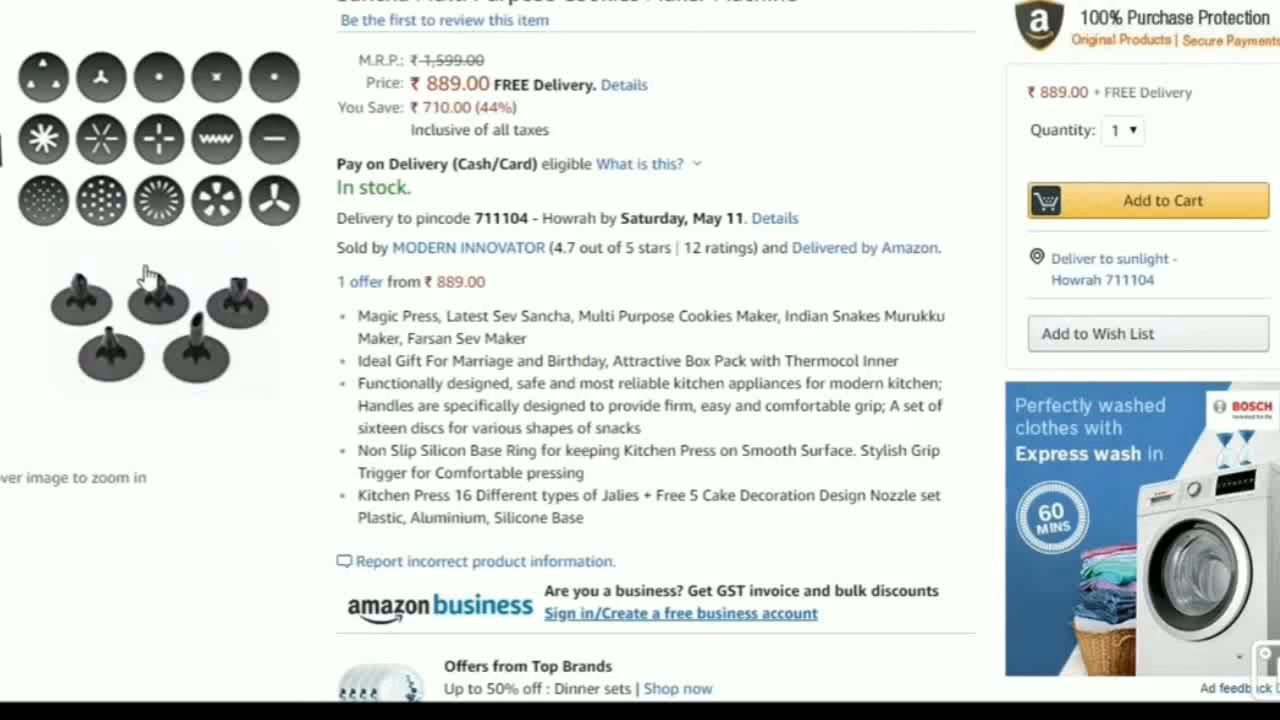 Be the first to review this item
M.R.P.: ₹ 1,599.00
Price: ₹ 889.00 FREE Delivery. Details
You Save: ₹ 710.00 (44%)
Inclusive of all taxes
Pay on Delivery (Cash/Card) eligible What is this?
In stock.
Delivery to pincode 711104 - Howrah by Saturday, May 11. Details
Sold by MODERN INNOVATOR (4.7 out of 5 stars | 12 ratings) and Delivered by Amazon.
1 offer from ₹ 889.00
Magic Press, Latest Sev Sancha, Multi Purpose Cookies Maker, Indian Snakes Murukku
Maker, Farsan Sev Maker
Ideal Gift For Marriage and Birthday, Attractive Box Pack with Thermocol Inner
Functionally designed, safe and most reliable kitchen appliances for modern kitchen;
Handles are specifically designed to provide firm, easy and comfortable grip; A set of
sixteen discs for various shapes of snacks
Non Slip Silicon Base Ring for keeping Kitchen Press on Smooth Surface. Stylish Grip
Trigger for Comfortable pressing
Kitchen Press 16 Different types of Jalies + Free 5 Cake Decoration Design Nozzle set
Plastic, Aluminium, Silicone Base
ver image to zoom in
Report incorrect product information.
amazon business
Are you a business? Get GST invoice and bulk discounts
Sign in/Create a free business account
Offers from Top Brands
Up to 50% off : Dinner sets | Shop now
a
100% Purchase Protection
Original Products | Secure Payments
₹ 889.00 + FREE Delivery
Quantity: 1
Add to Cart
Deliver to sunlight -
Howrah 711104
Add to Wish List
Perfectly washed
clothes with
Express wash in
60
MINS
BOSCH
Ad feedb ck